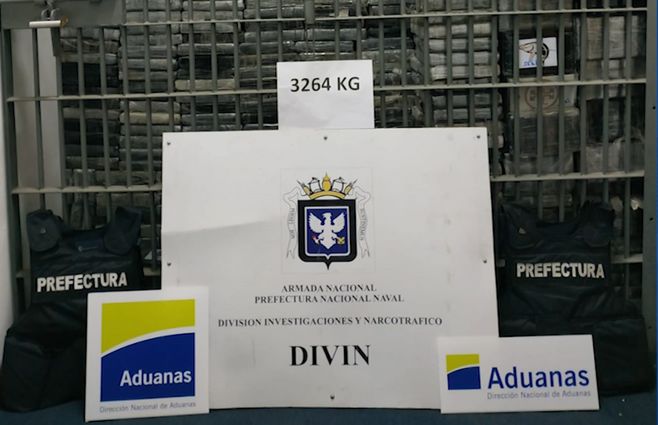 3264 KG
ARMADA NACIONAL
PREFECTURA NACIONAL NAVAL
DIVISION INVESTIGACIONES Y NARCOTRAFICO
DIVIN
PREFECTURA
PREFECTURA
Aduanas
Dirección Nacional de Aduanas
Aduanas
Dirección Nacional de Aduanas